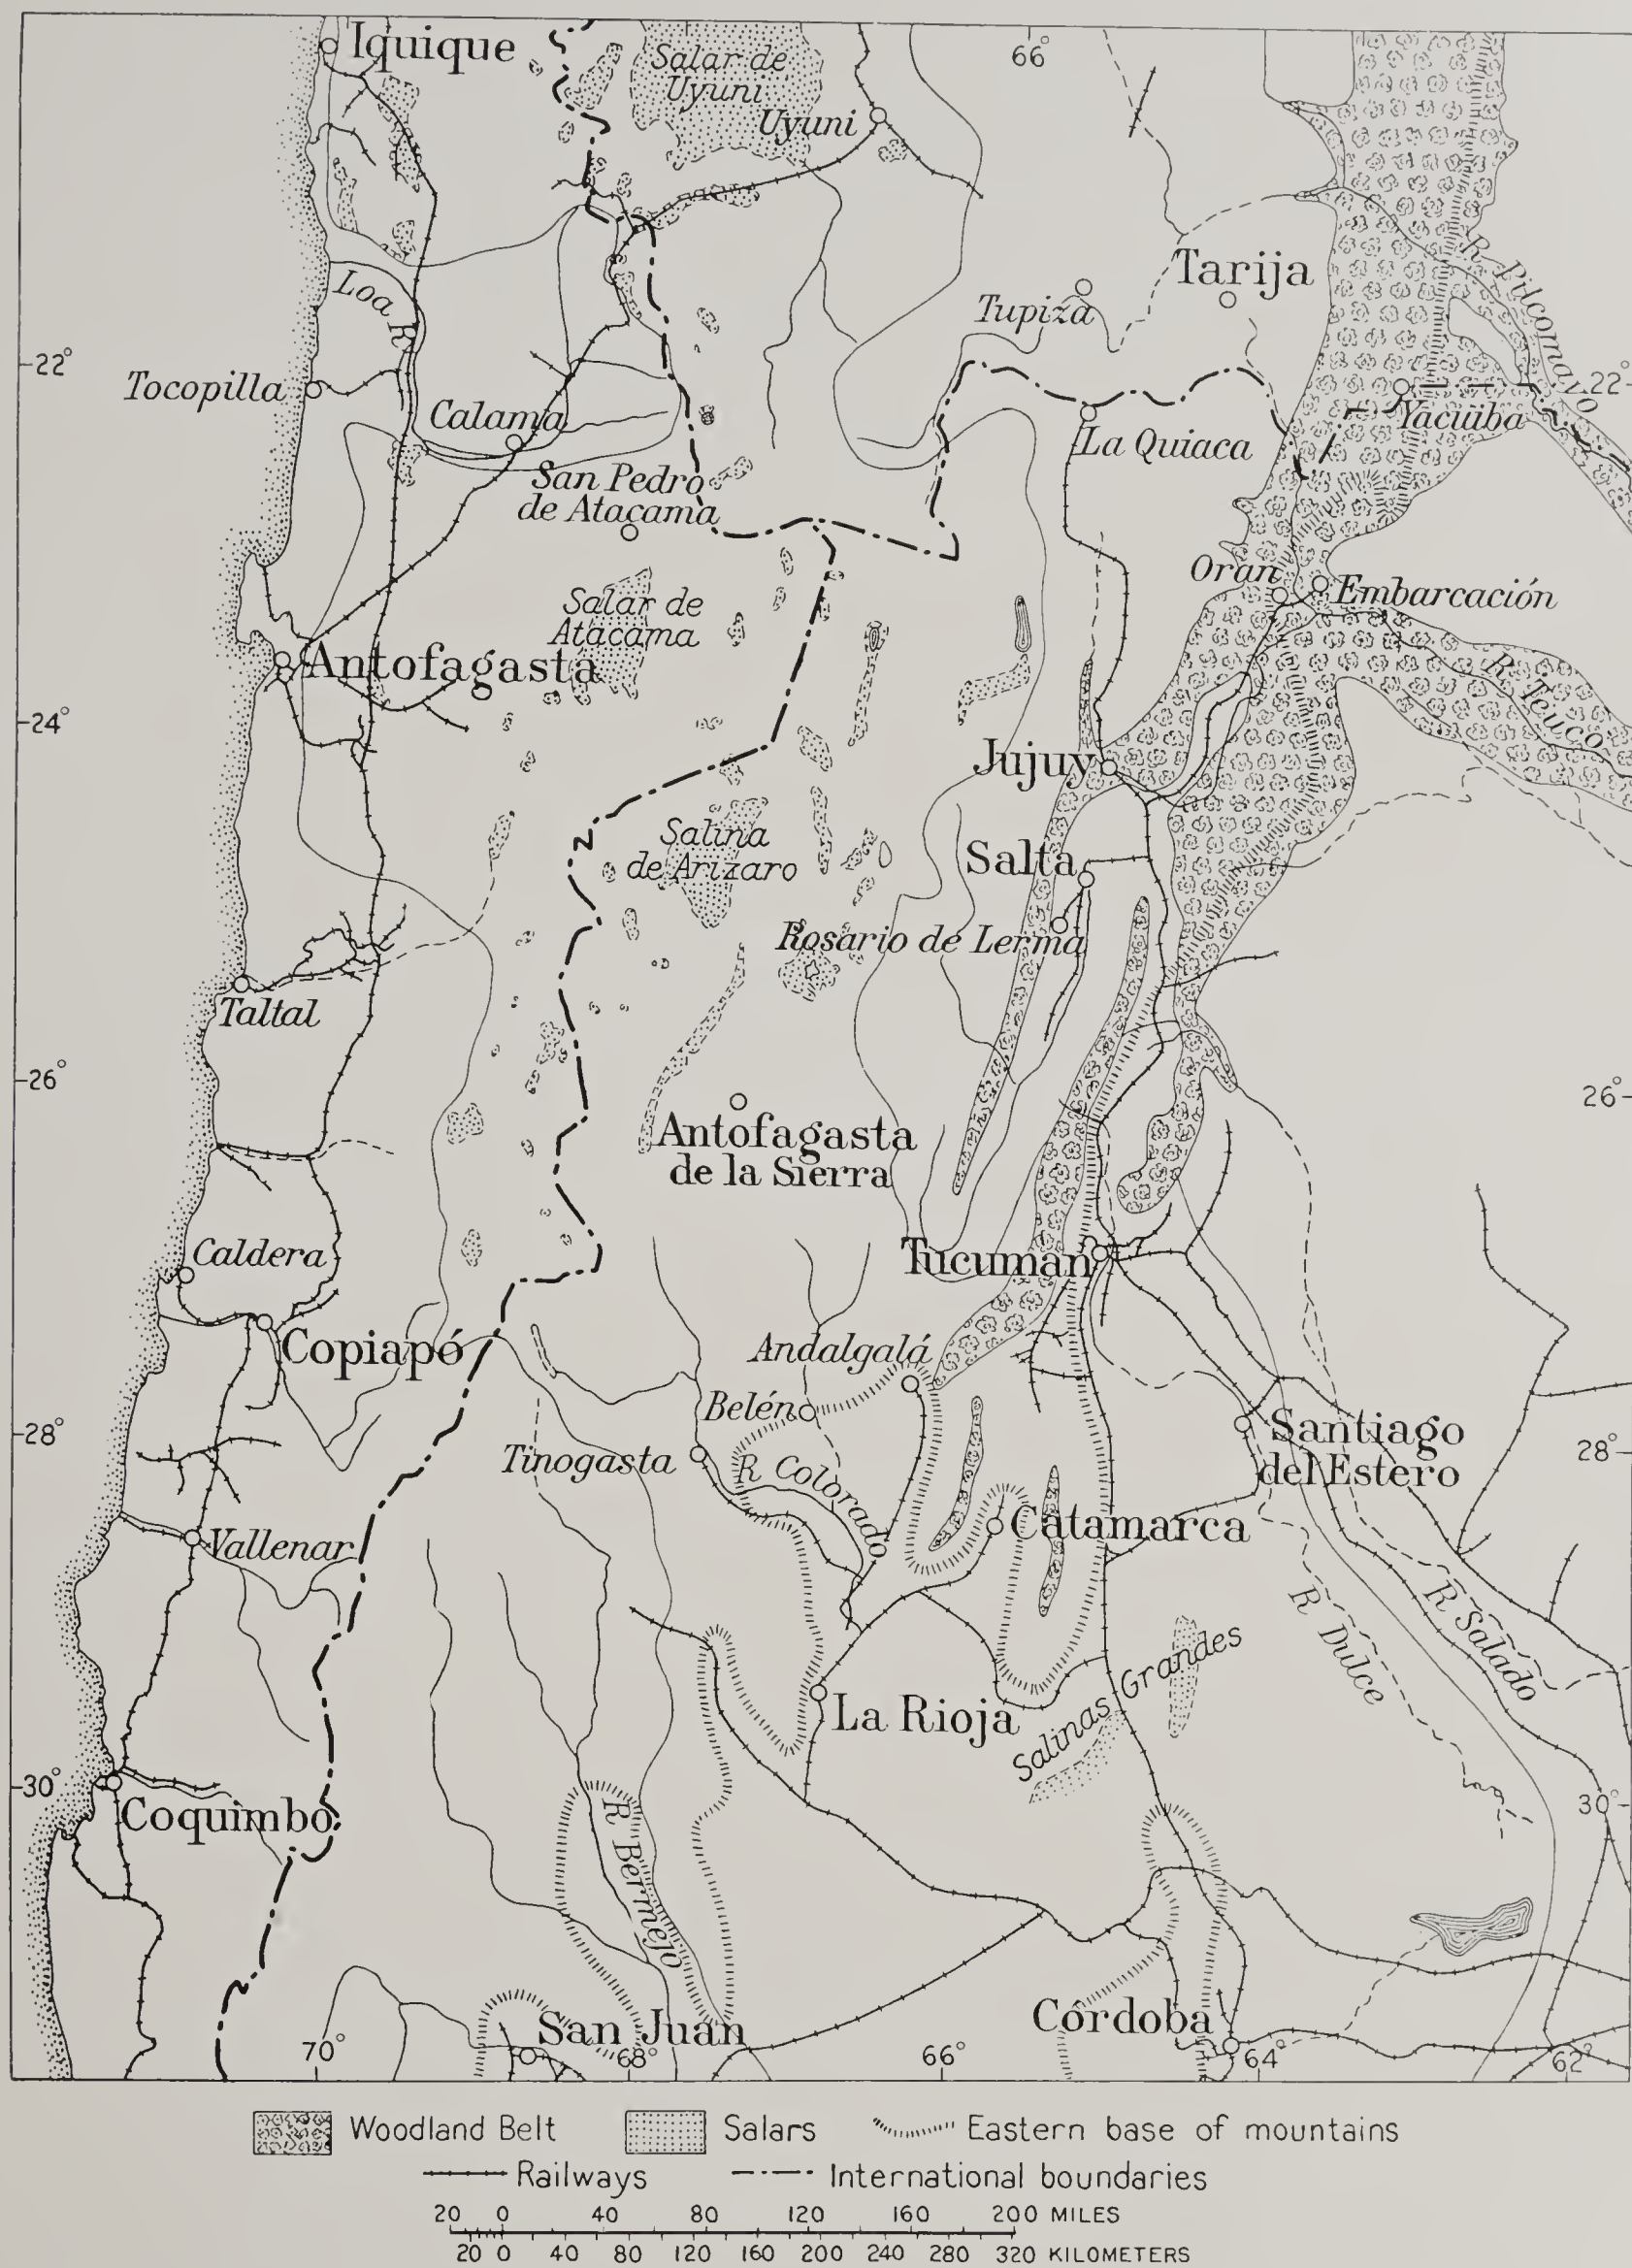 Iquique
Salar de
Uyuni
66°
Uyuni
Tarija
R. Pilcomayo
Loa R.
Tupiza
22°
22°
Tocopilla
Calama
Yacuiba
La Quiaca
San Pedro
de Atacama
Oran
Embarcación
Salar de
Atacama
Antofagasta
R. Teuco
24°
Jujuy
Salina
de Arizaro
Salta
Rosario de Lerma
Taltal
26°
26°
Antofagasta
de la Sierra
Caldera
Tucuman
Copiapó
Andalgalá
Belén
28°
Santiago
del Estero
28°
Tinogasta
R. Colorado
Catamarca
Vallenar
R. Dulce
R. Salado
Salinas Grandes
La Rioja
30°
30°
Coquimbo
R. Bermejo
Córdoba
San Juan
70°
68°
66°
64°
62°
Woodland Belt
Salars
Eastern base of mountains
Railways
International boundaries
20 0 40 80 120 160 200 MILES
20 0 40 80 120 160 200 240 280 320 KILOMETERS